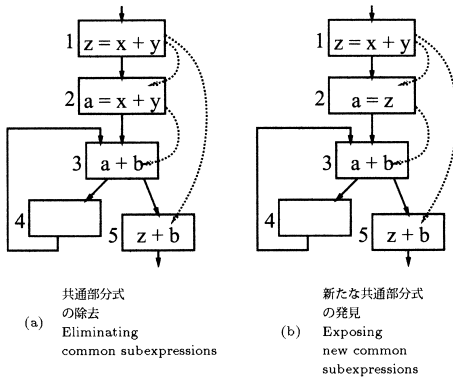 1 z = x + y
2 a = x + y
3 a + b
4
5 z + b
共通部分式
の除去
(a) Eliminating
common subexpressions
1 z = x + y
2 a = z
3 a + b
4
5 z + b
新たな共通部分式
の発見
(b) Exposing
new common
subexpressions